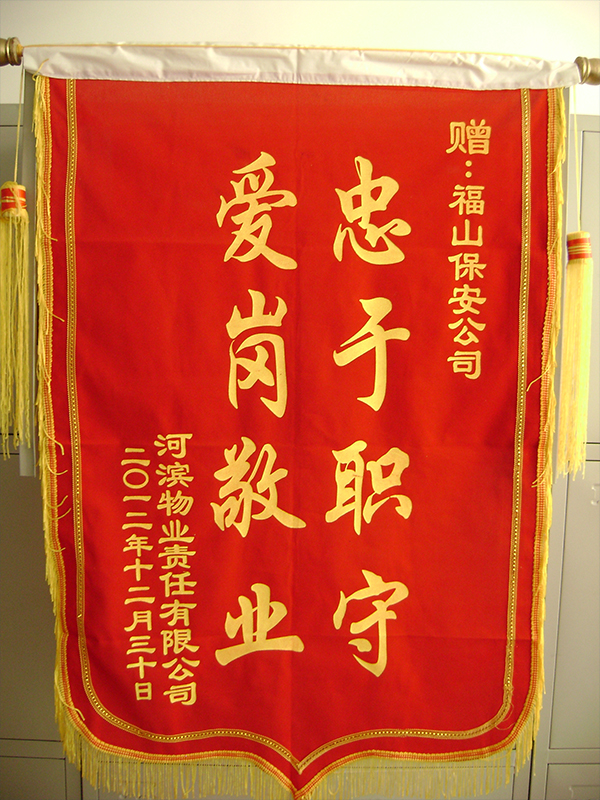 赠：福山保安公司
忠于职守
爱岗敬业
河滨物业责任有限公司
二〇一二年十二月三十日